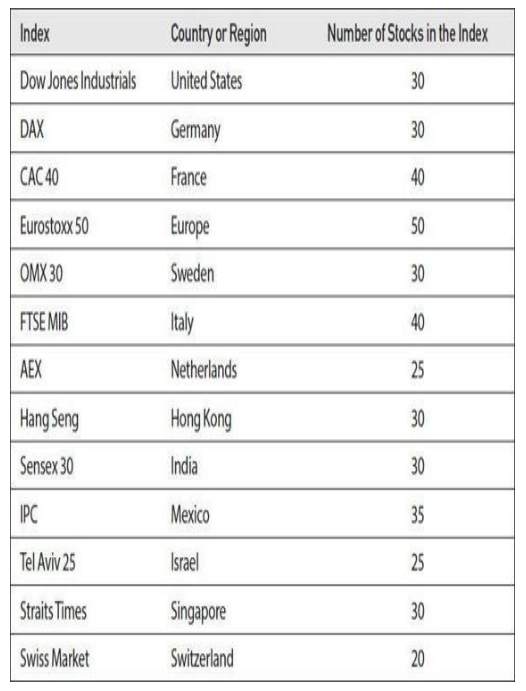 Index Country or Region Number of Stocks in the Index
Dow Jones Industrials United States 30
DAX Germany 30
CAC 40 France 40
Eurostoxx 50 Europe 50
OMX 30 Sweden 30
FTSE MIB Italy 40
AEX Netherlands 25
Hang Seng Hong Kong 30
Sensex 30 India 30
IPC Mexico 35
Tel Aviv 25 Israel 25
Straits Times Singapore 30
Swiss Market Switzerland 20